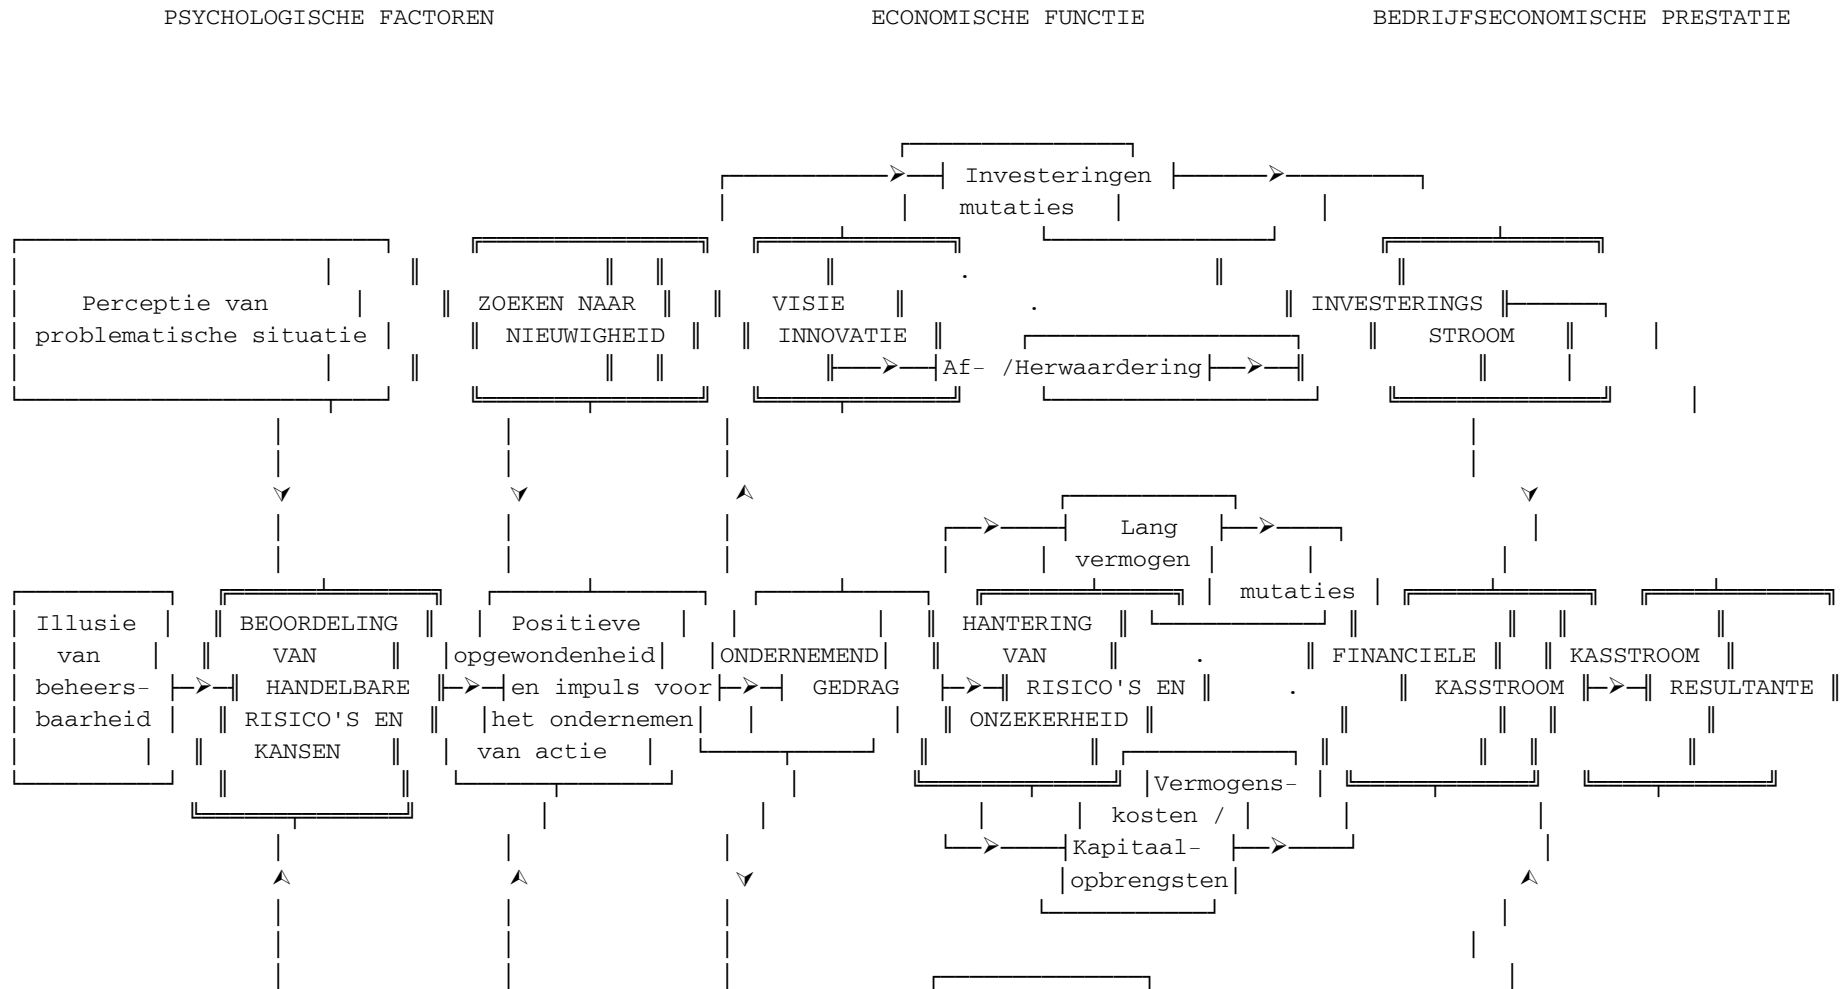 PSYCHOLOGISCHE FACTOREN
ECONOMISCHE FUNCTIE
BEDRIJFSECONOMISCHE PRESTATIE
Investeringen
mutaties
Perceptie van
problematische situatie
ZOEKEN NAAR
NIEUWIGHEID
VISIE
INNOVATIE
Af- /Herwaardering
INVESTERINGS
STROOM
Lang
vermogen
mutaties
Illusie
van
beheers-
baarheid
BEOORDELING
VAN
HANDELBARE
RISICO'S EN
KANSEN
Positieve
opgewondenheid
en impuls voor
het ondernemen
van actie
ONDERNEMEND
GEDRAG
HANTERING
VAN
RISICO'S EN
ONZEKERHEID
FINANCIELE
KASSTROOM
KASSTROOM
RESULTANTE
Vermogens-
kosten /
Kapitaal-
opbrengsten